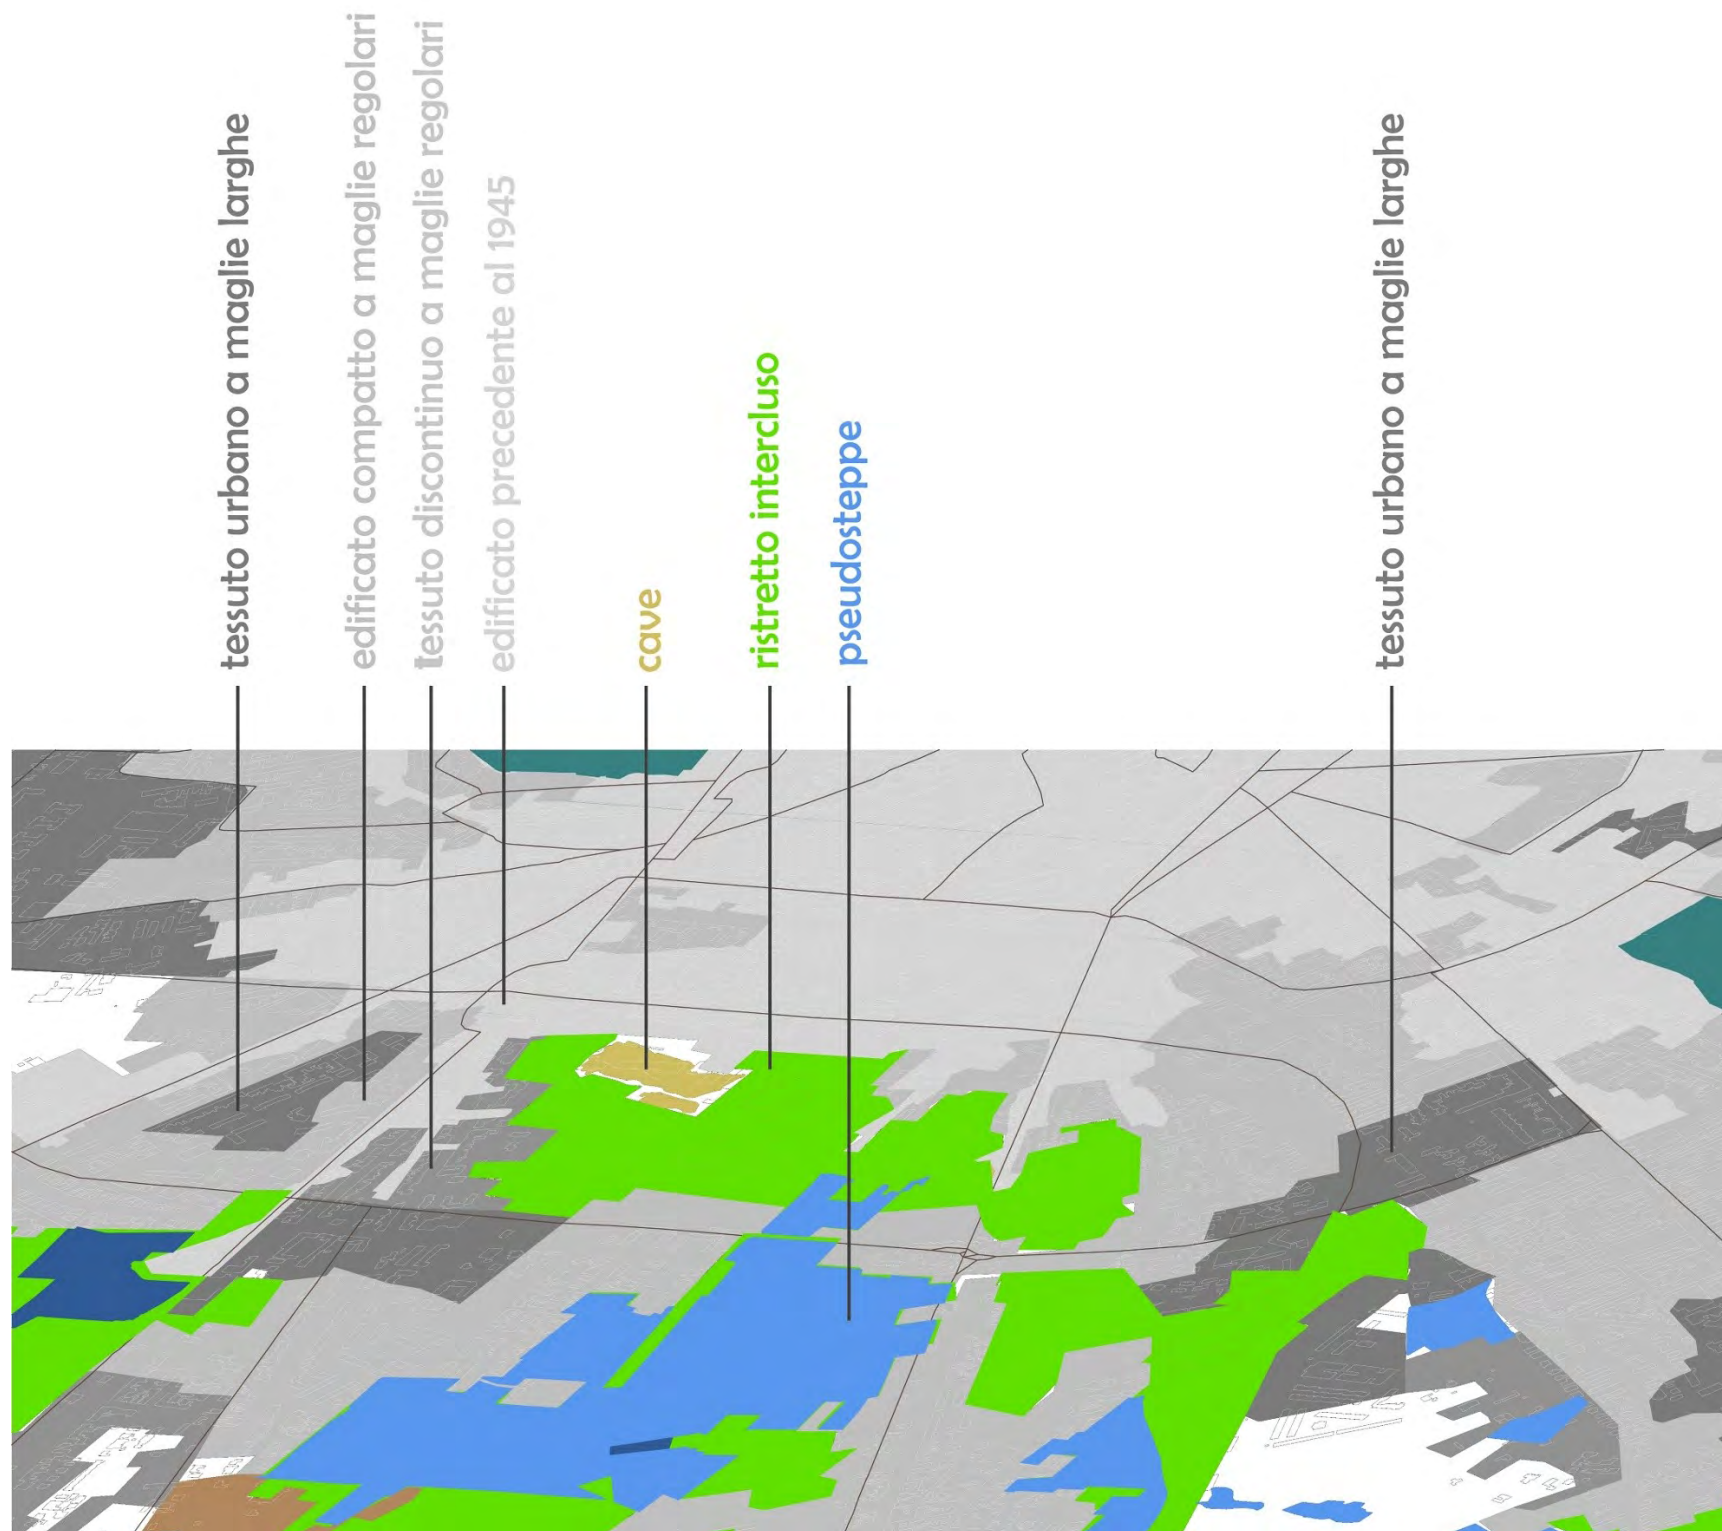 tessuto urbano a maglie larghe
edificato compatto a maglie regolari
tessuto discontinuo a maglie regolari
edificato precedente al 1945
cave
ristretto intercluso
pseudosteppe
tessuto urbano a maglie larghe